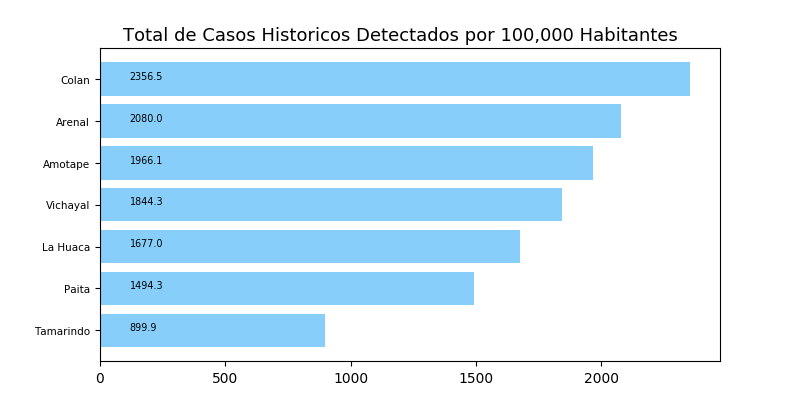 Total de Casos Historicos Detectados por 100,000 Habitantes
Colan 2356.5
Arenal 2080.0
Amotape 1966.1
Vichayal 1844.3
La Huaca 1677.0
Paita 1494.3
Tamarindo 899.9
0 500 1000 1500 2000